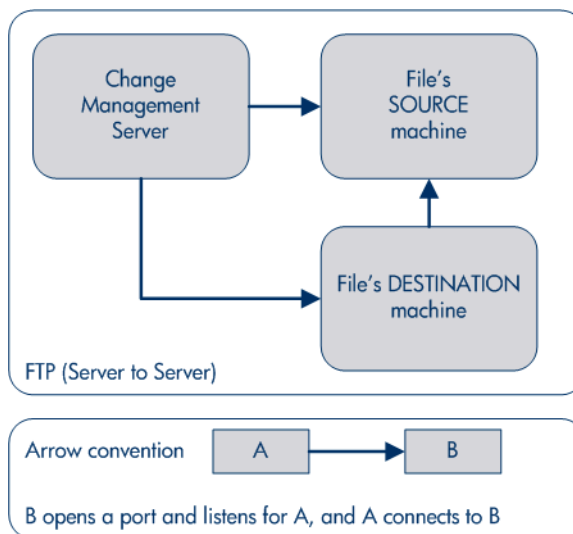 Change
Management
Server
File's
SOURCE
machine
File's DESTINATION
machine
FTP (Server to Server)
Arrow convention
A
B
B opens a port and listens for A, and A connects to B